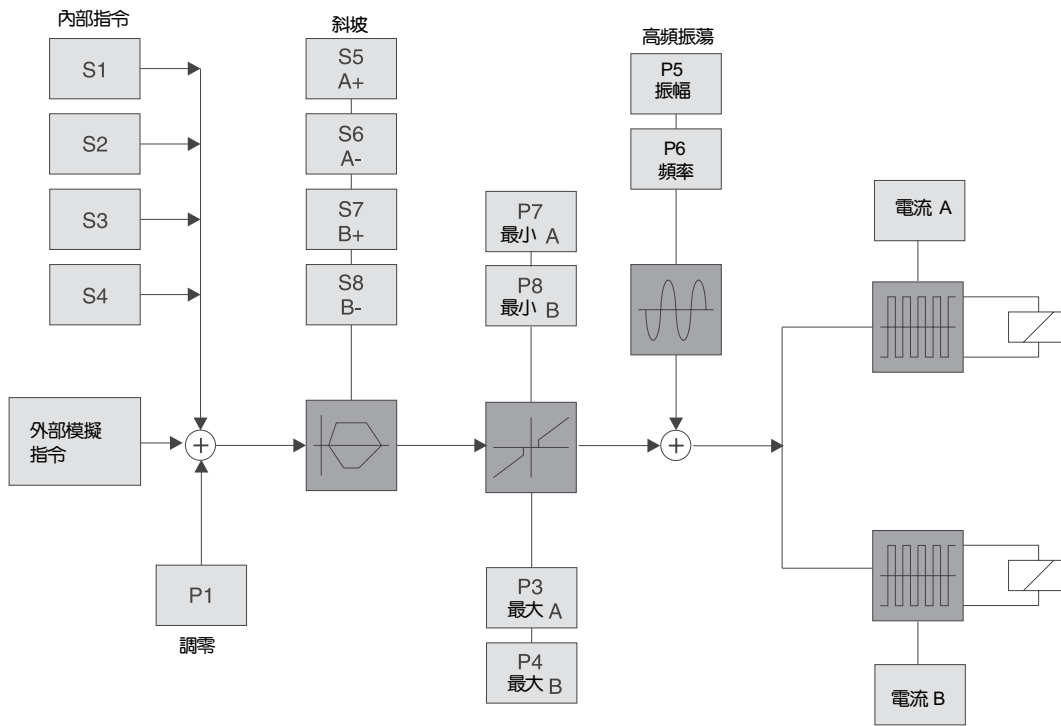 內部指令
S1
S2
S3
S4
外部模擬
指令
P1
調零
斜坡
S5
A+
S6
A-
S7
B+
S8
B-
P7
最小 A
P8
最小 B
P3
最大 A
P4
最大 B
高頻振蕩
P5
振幅
P6
頻率
電流 A
電流 B